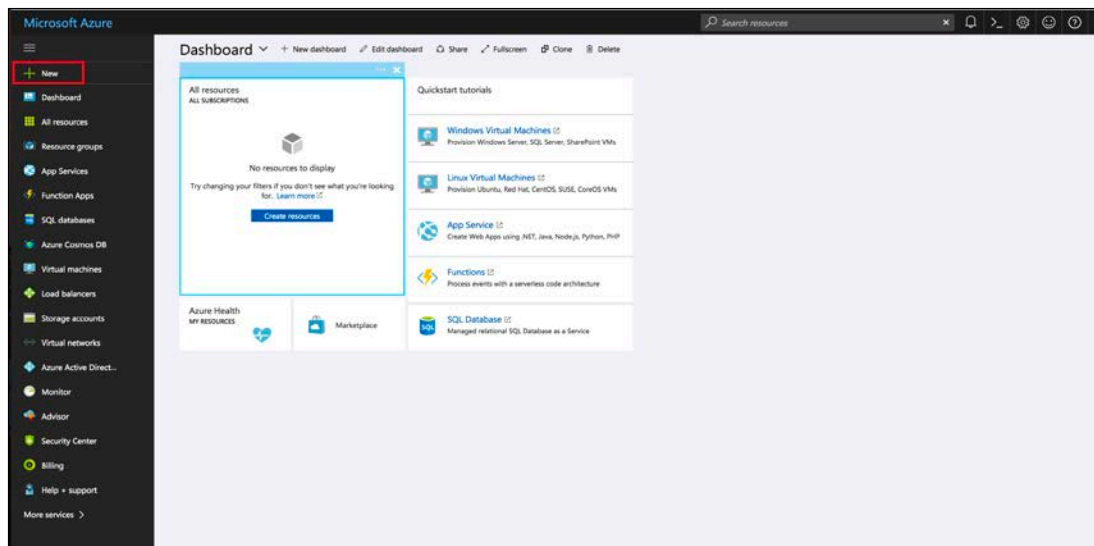 Microsoft Azure
Search resources
New
Dashboard
All resources
Resource groups
App Services
Function Apps
SQL databases
Azure Cosmos DB
Virtual machines
Load balancers
Storage accounts
Virtual networks
Azure Active Direct...
Monitor
Advisor
Security Center
Billing
Help + support
More services >
Dashboard
+ New dashboard
Edit dashboard
Share
Fullscreen
Clone
Delete
All resources
ALL SUBSCRIPTIONS
No resources to display
Try changing your filters if you don't see what you're looking
for. Learn more
Create resources
Azure Health
MY RESOURCES
Marketplace
Quickstart tutorials
Windows Virtual Machines
Provision Windows Server, SQL Server, SharePoint VMs
Linux Virtual Machines
Provision Ubuntu, Red Hat, CentOS, SUSE, CoreOS VMs
App Service
Create Web Apps using .NET, Java, Node.js, Python, PHP
Functions
Process events with a serverless code architecture
SQL
SQL Database
Managed relational SQL Database as a Service